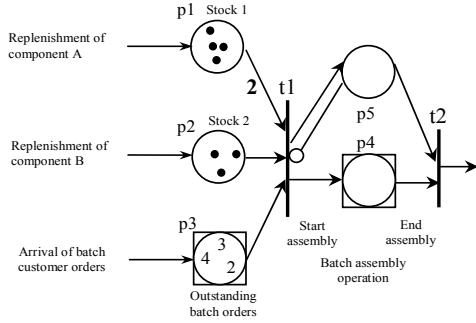 p1
Stock 1
Replenishment of
component A
2
t1
p5
t2
p2
Stock 2
Replenishment of
component B
p4
p3
3
4
2
Arrival of batch
customer orders
Outstanding
batch orders
Start
assembly
End
assembly
Batch assembly
operation